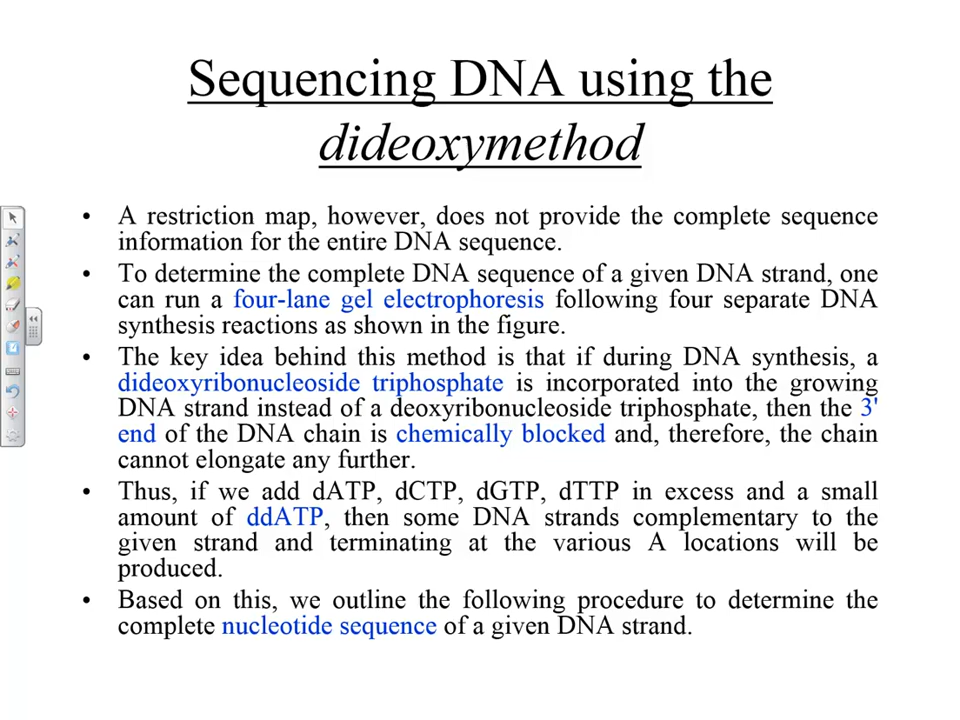 Sequencing DNA using the
dideoxymethod
• A restriction map, however, does not provide the complete sequence
information for the entire DNA sequence.
• To determine the complete DNA sequence of a given DNA strand, one
can run a four-lane gel electrophoresis following four separate DNA
synthesis reactions as shown in the figure.
• The key idea behind this method is that if during DNA synthesis, a
dideoxyribonucleoside triphosphate is incorporated into the growing
DNA strand instead of a deoxyribonucleoside triphosphate, then the 3'
end of the DNA chain is chemically blocked and, therefore, the chain
cannot elongate any further.
• Thus, if we add dATP, dCTP, dGTP, dTTP in excess and a small
amount of ddATP, then some DNA strands complementary to the
given strand and terminating at the various A locations will be
produced.
• Based on this, we outline the following procedure to determine the
complete nucleotide sequence of a given DNA strand.